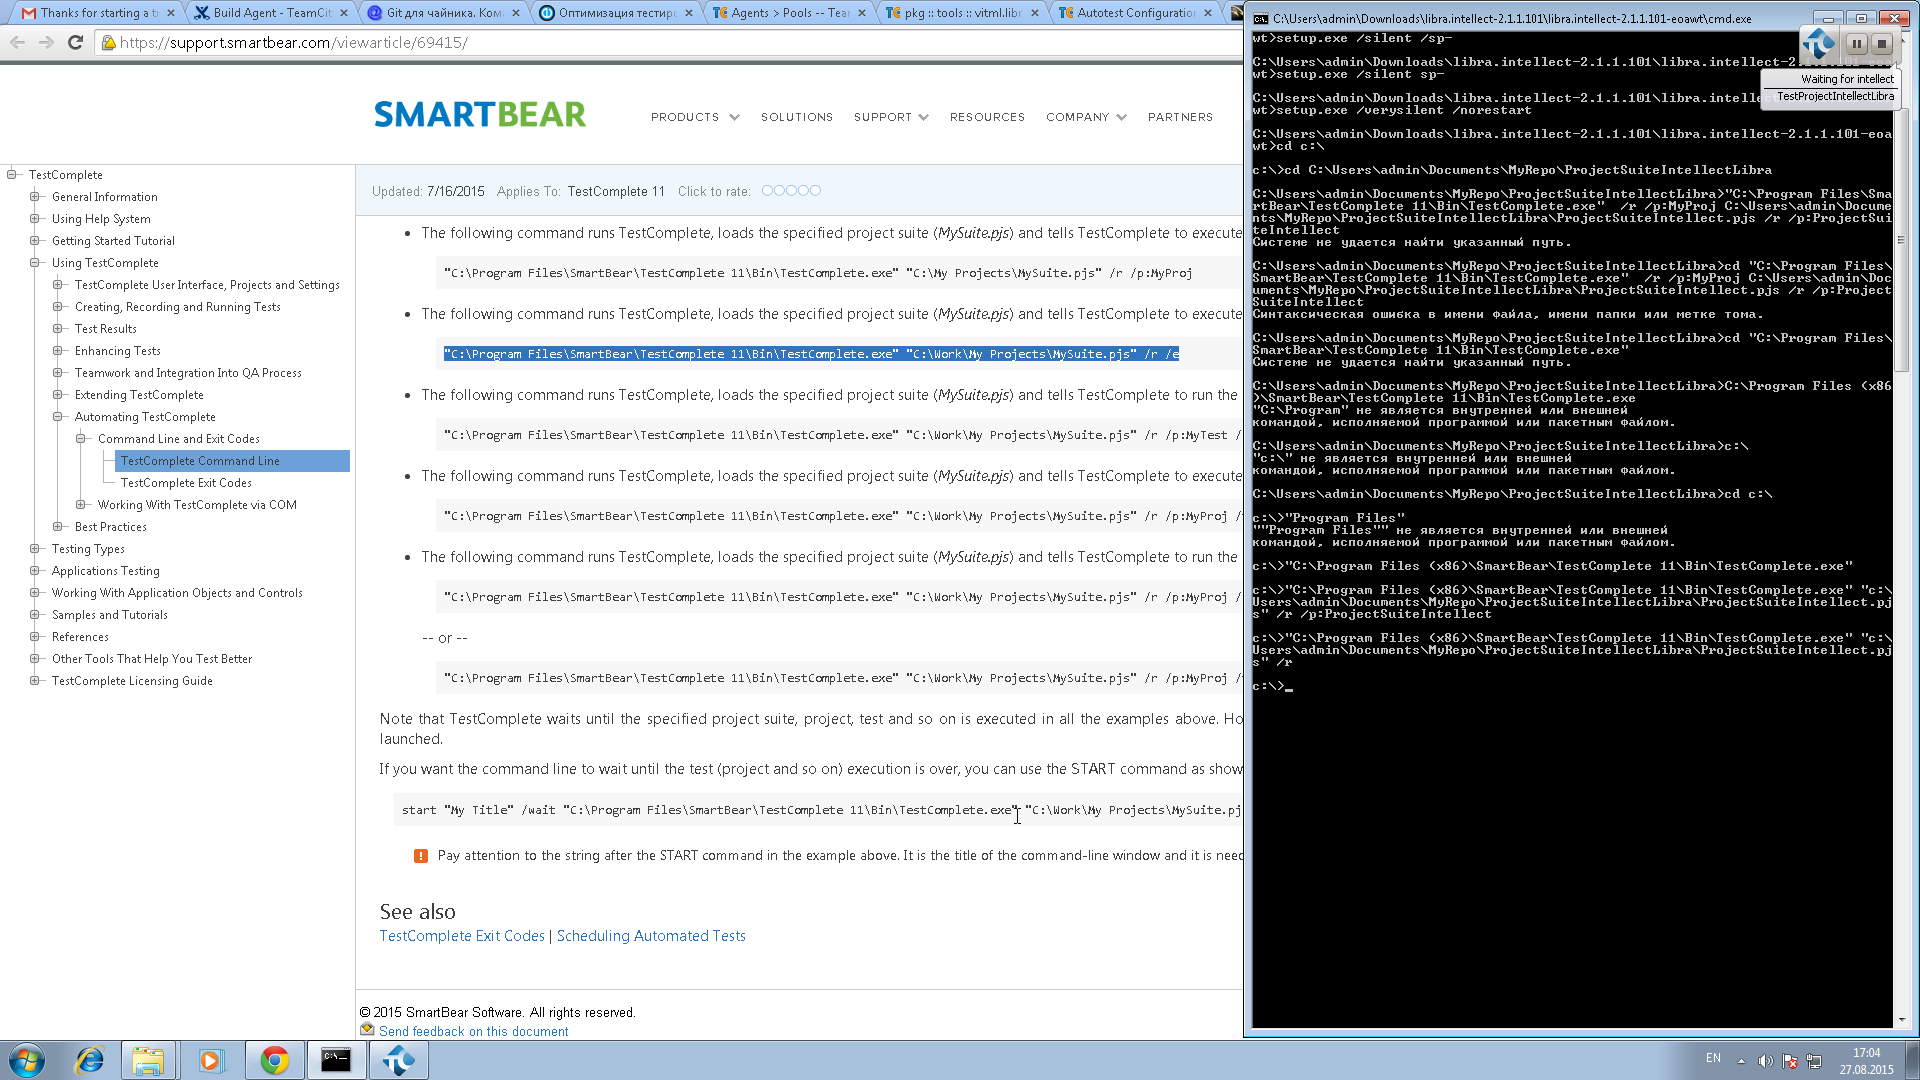 Thanks for starting a t
Build Agent - TeamCit
Git для чайника. Ком
Оптимизация тестир
Agents > Pools -- Tea
pkg :: tools :: vitml.libr
Autotest Configuration
https://support.smartbear.com/viewarticle/69415/
SMARTBEAR
PRODUCTS
SOLUTIONS
SUPPORT
RESOURCES
COMPANY
PARTNERS
TestComplete
General Information
Using Help System
Getting Started Tutorial
Using TestComplete
TestComplete User Interface, Projects and Settings
Creating, Recording and Running Tests
Test Results
Enhancing Tests
Teamwork and Integration Into QA Process
Extending TestComplete
Automating TestComplete
Command Line and Exit Codes
TestComplete Command Line
TestComplete Exit Codes
Working With TestComplete via COM
Best Practices
Testing Types
Applications Testing
Working With Application Objects and Controls
Samples and Tutorials
References
Other Tools That Help You Test Better
TestComplete Licensing Guide
Updated: 7/16/2015 Applies To: TestComplete 11 Click to rate:
The following command runs TestComplete, loads the specified project suite (MySuite.pjs) and tells TestComplete to execute
"C:\Program Files\SmartBear\TestComplete 11\Bin\TestComplete.exe" "C:\My Projects\MySuite.pjs" /r /p:MyProj
The following command runs TestComplete, loads the specified project suite (MySuite.pjs) and tells TestComplete to execute
"C:\Program Files\SmartBear\TestComplete 11\Bin\TestComplete.exe" "C:\Work\My Projects\MySuite.pjs" /r /e
The following command runs TestComplete, loads the specified project suite (MySuite.pjs) and tells TestComplete to run the
"C:\Program Files\SmartBear\TestComplete 11\Bin\TestComplete.exe" "C:\Work\My Projects\MySuite.pjs" /r /p:MyTest /
The following command runs TestComplete, loads the specified project suite (MySuite.pjs) and tells TestComplete to execute
"C:\Program Files\SmartBear\TestComplete 11\Bin\TestComplete.exe" "C:\Work\My Projects\MySuite.pjs" /r /p:MyProj /
The following command runs TestComplete, loads the specified project suite (MySuite.pjs) and tells TestComplete to run the
"C:\Program Files\SmartBear\TestComplete 11\Bin\TestComplete.exe" "C:\Work\My Projects\MySuite.pjs" /r /p:MyProj /
-- or --
"C:\Program Files\SmartBear\TestComplete 11\Bin\TestComplete.exe" "C:\Work\My Projects\MySuite.pjs" /r /p:MyProj /
Note that TestComplete waits until the specified project suite, project, test and so on is executed in all the examples above. Ho
launched.
If you want the command line to wait until the test (project and so on) execution is over, you can use the START command as show
start "My Title" /wait "C:\Program Files\SmartBear\TestComplete 11\Bin\TestComplete.exe" "C:\Work\My Projects\MySuite.pj
Pay attention to the string after the START command in the example above. It is the title of the command-line window and it is nee
See also
TestComplete Exit Codes | Scheduling Automated Tests
© 2015 SmartBear Software. All rights reserved.
Send feedback on this document
C:\Users\admin\Downloads\libra.intellect-2.1.1.101\libra.intellect-2.1.1.101-eoawt\cmd.exe
Waiting for intellect
TestProjectIntellectLibra
wt>setup.exe /silent /sp-
C:\Users\admin\Downloads\libra.intellect-2.1.1.101\libra.intellect-2.1.1.101-eoa
wt>setup.exe /silent sp-
C:\Users\admin\Downloads\libra.intellect-2.1.1.101\libra.intelle
wt>setup.exe /verysilent /norestart
C:\Users\admin\Downloads\libra.intellect-2.1.1.101\libra.intellect-2.1.1.101-eoa
wt>cd c:\
c:\>cd C:\Users\admin\Documents\MyRepo\ProjectSuiteIntellectLibra
C:\Users\admin\Documents\MyRepo\ProjectSuiteIntellectLibra>"C:\Program Files\Sma
rtBear\TestComplete 11\Bin\TestComplete.exe"  /r /p:MyProj C:\Users\admin\Docume
nts\MyRepo\ProjectSuiteIntellectLibra\ProjectSuiteIntellect.pjs /r /p:ProjectSui
teIntellect
Системе не удается найти указанный путь.
C:\Users\admin\Documents\MyRepo\ProjectSuiteIntellectLibra>cd "C:\Program Files\
SmartBear\TestComplete 11\Bin\TestComplete.exe"  /r /p:MyProj C:\Users\admin\Do
cuments\MyRepo\ProjectSuiteIntellectLibra\ProjectSuiteIntellect.pjs /r /p:Project
SuiteIntellect
Синтаксическая ошибка в имени файла, имени папки или метке тома.
C:\Users\admin\Documents\MyRepo\ProjectSuiteIntellectLibra>cd "C:\Program Files\
SmartBear\TestComplete 11\Bin\TestComplete.exe"
Системе не удается найти указанный путь.
C:\Users\admin\Documents\MyRepo\ProjectSuiteIntellectLibra>C:\Program Files (x86
)\SmartBear\TestComplete 11\Bin\TestComplete.exe
"C:\Program" не является внутренней или внешней
командой, исполняемой программой или пакетным файлом.
C:\Users\admin\Documents\MyRepo\ProjectSuiteIntellectLibra>c:\
"c:\" не является внутренней или внешней
командой, исполняемой программой или пакетным файлом.
C:\Users\admin\Documents\MyRepo\ProjectSuiteIntellectLibra>cd c:\
c:\>"Program Files"
""Program Files"" не является внутренней или внешней
командой, исполняемой программой или пакетным файлом.
c:\>"C:\Program Files (x86)\SmartBear\TestComplete 11\Bin\TestComplete.exe"
c:\>"C:\Program Files (x86)\SmartBear\TestComplete 11\Bin\TestComplete.exe" "c:\
Users\admin\Documents\MyRepo\ProjectSuiteIntellectLibra\ProjectSuiteIntellect.pj
s" /r /p:ProjectSuiteIntellect
c:\>"C:\Program Files (x86)\SmartBear\TestComplete 11\Bin\TestComplete.exe" "c:\
Users\admin\Documents\MyRepo\ProjectSuiteIntellectLibra\ProjectSuiteIntellect.pj
s" /r
c:\>_
EN
17:04
27.08.2015